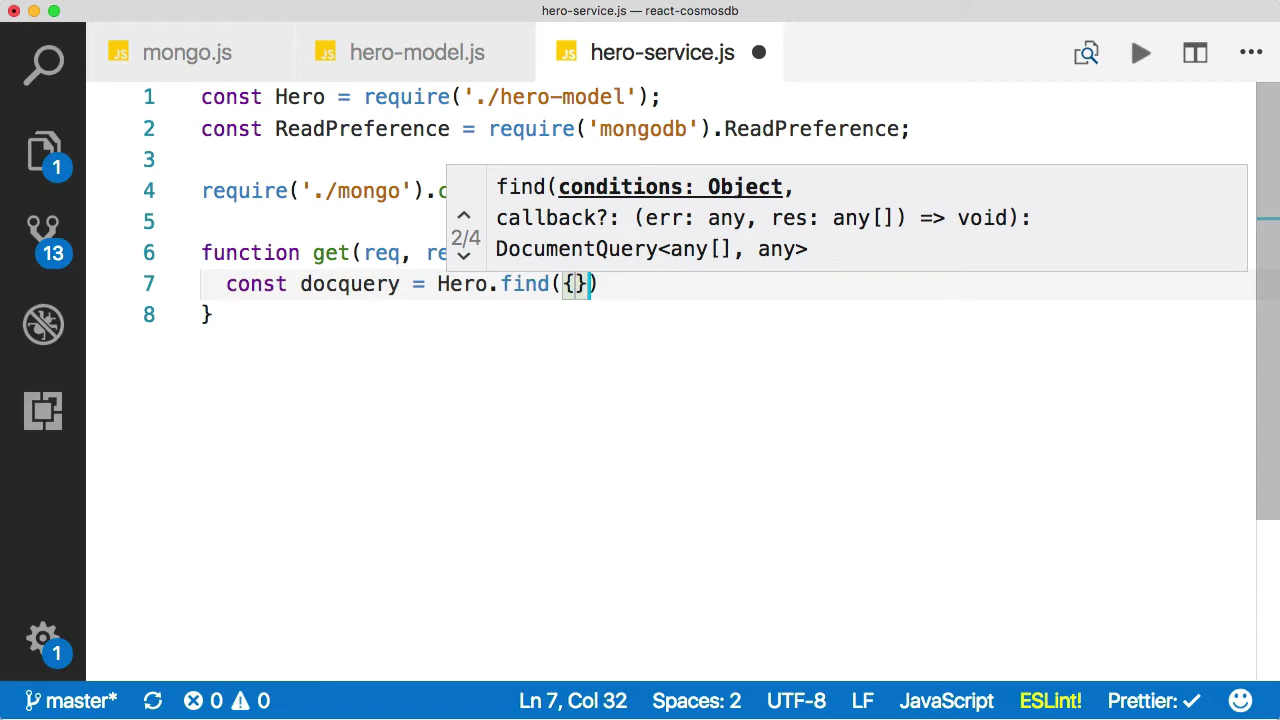 hero-service.js — react-cosmosdb
JS mongo.js JS hero-model.js JS hero-service.js
1 const Hero = require('./hero-model');
2 const ReadPreference = require('mongodb').ReadPreference;
3
4 require('./mongo').
5
6 function get(req,
7 const docquery = Hero.find({})
8 }
find(conditions: Object,
callback?: (err: any, res: any[]) => void):
DocumentQuery<any[], any>
2/4
1
13
1
master* 0 0 Ln 7, Col 32 Spaces: 2 UTF-8 LF JavaScript ESLint! Prettier: ✓